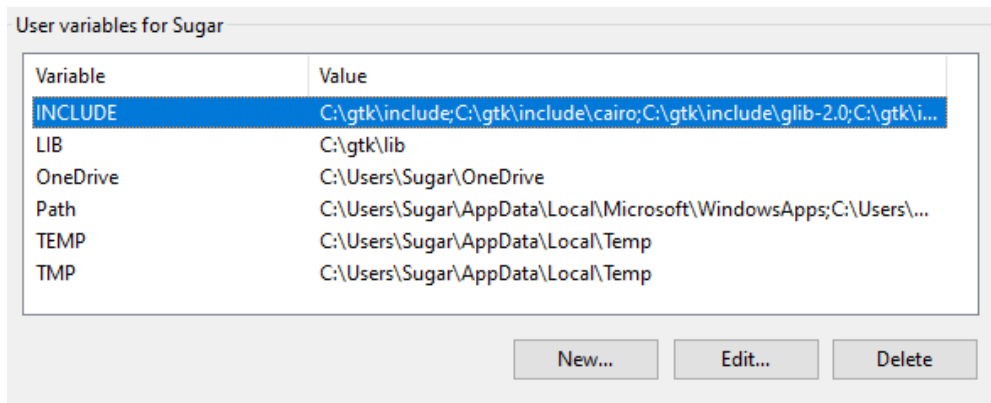 User variables for Sugar
Variable Value
INCLUDE C:\gtk\include;C:\gtk\include\cairo;C:\gtk\include\glib-2.0;C:\gtk\i...
LIB C:\gtk\lib
OneDrive C:\Users\Sugar\OneDrive
Path C:\Users\Sugar\AppData\Local\Microsoft\WindowsApps;C:\Users\...
TEMP C:\Users\Sugar\AppData\Local\Temp
TMP C:\Users\Sugar\AppData\Local\Temp
New... Edit... Delete